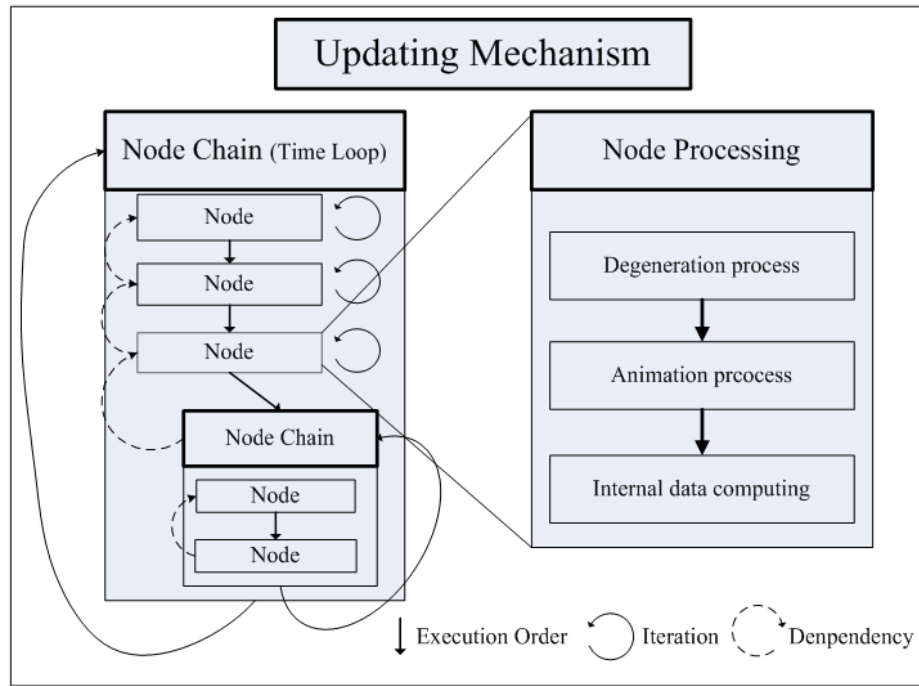 Updating Mechanism
Node Chain (Time Loop)
Node
Node
Node
Node Chain
Node
Node
Node Processing
Degeneration process
Animation prcocess
Internal data computing
Execution Order
Iteration
Denpendency